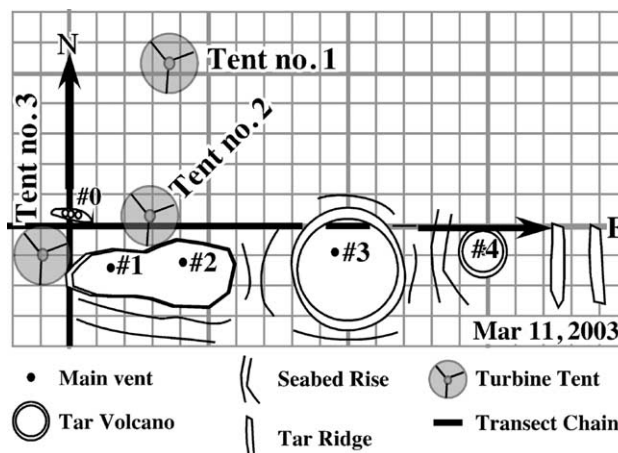 N
Tent no. 1
Tent no. 3
Tent no. 2
#0
E
#1
#2
#3
#4
Mar 11, 2003
Main vent
Seabed Rise
Turbine Tent
Tar Volcano
Tar Ridge
Transect Chain